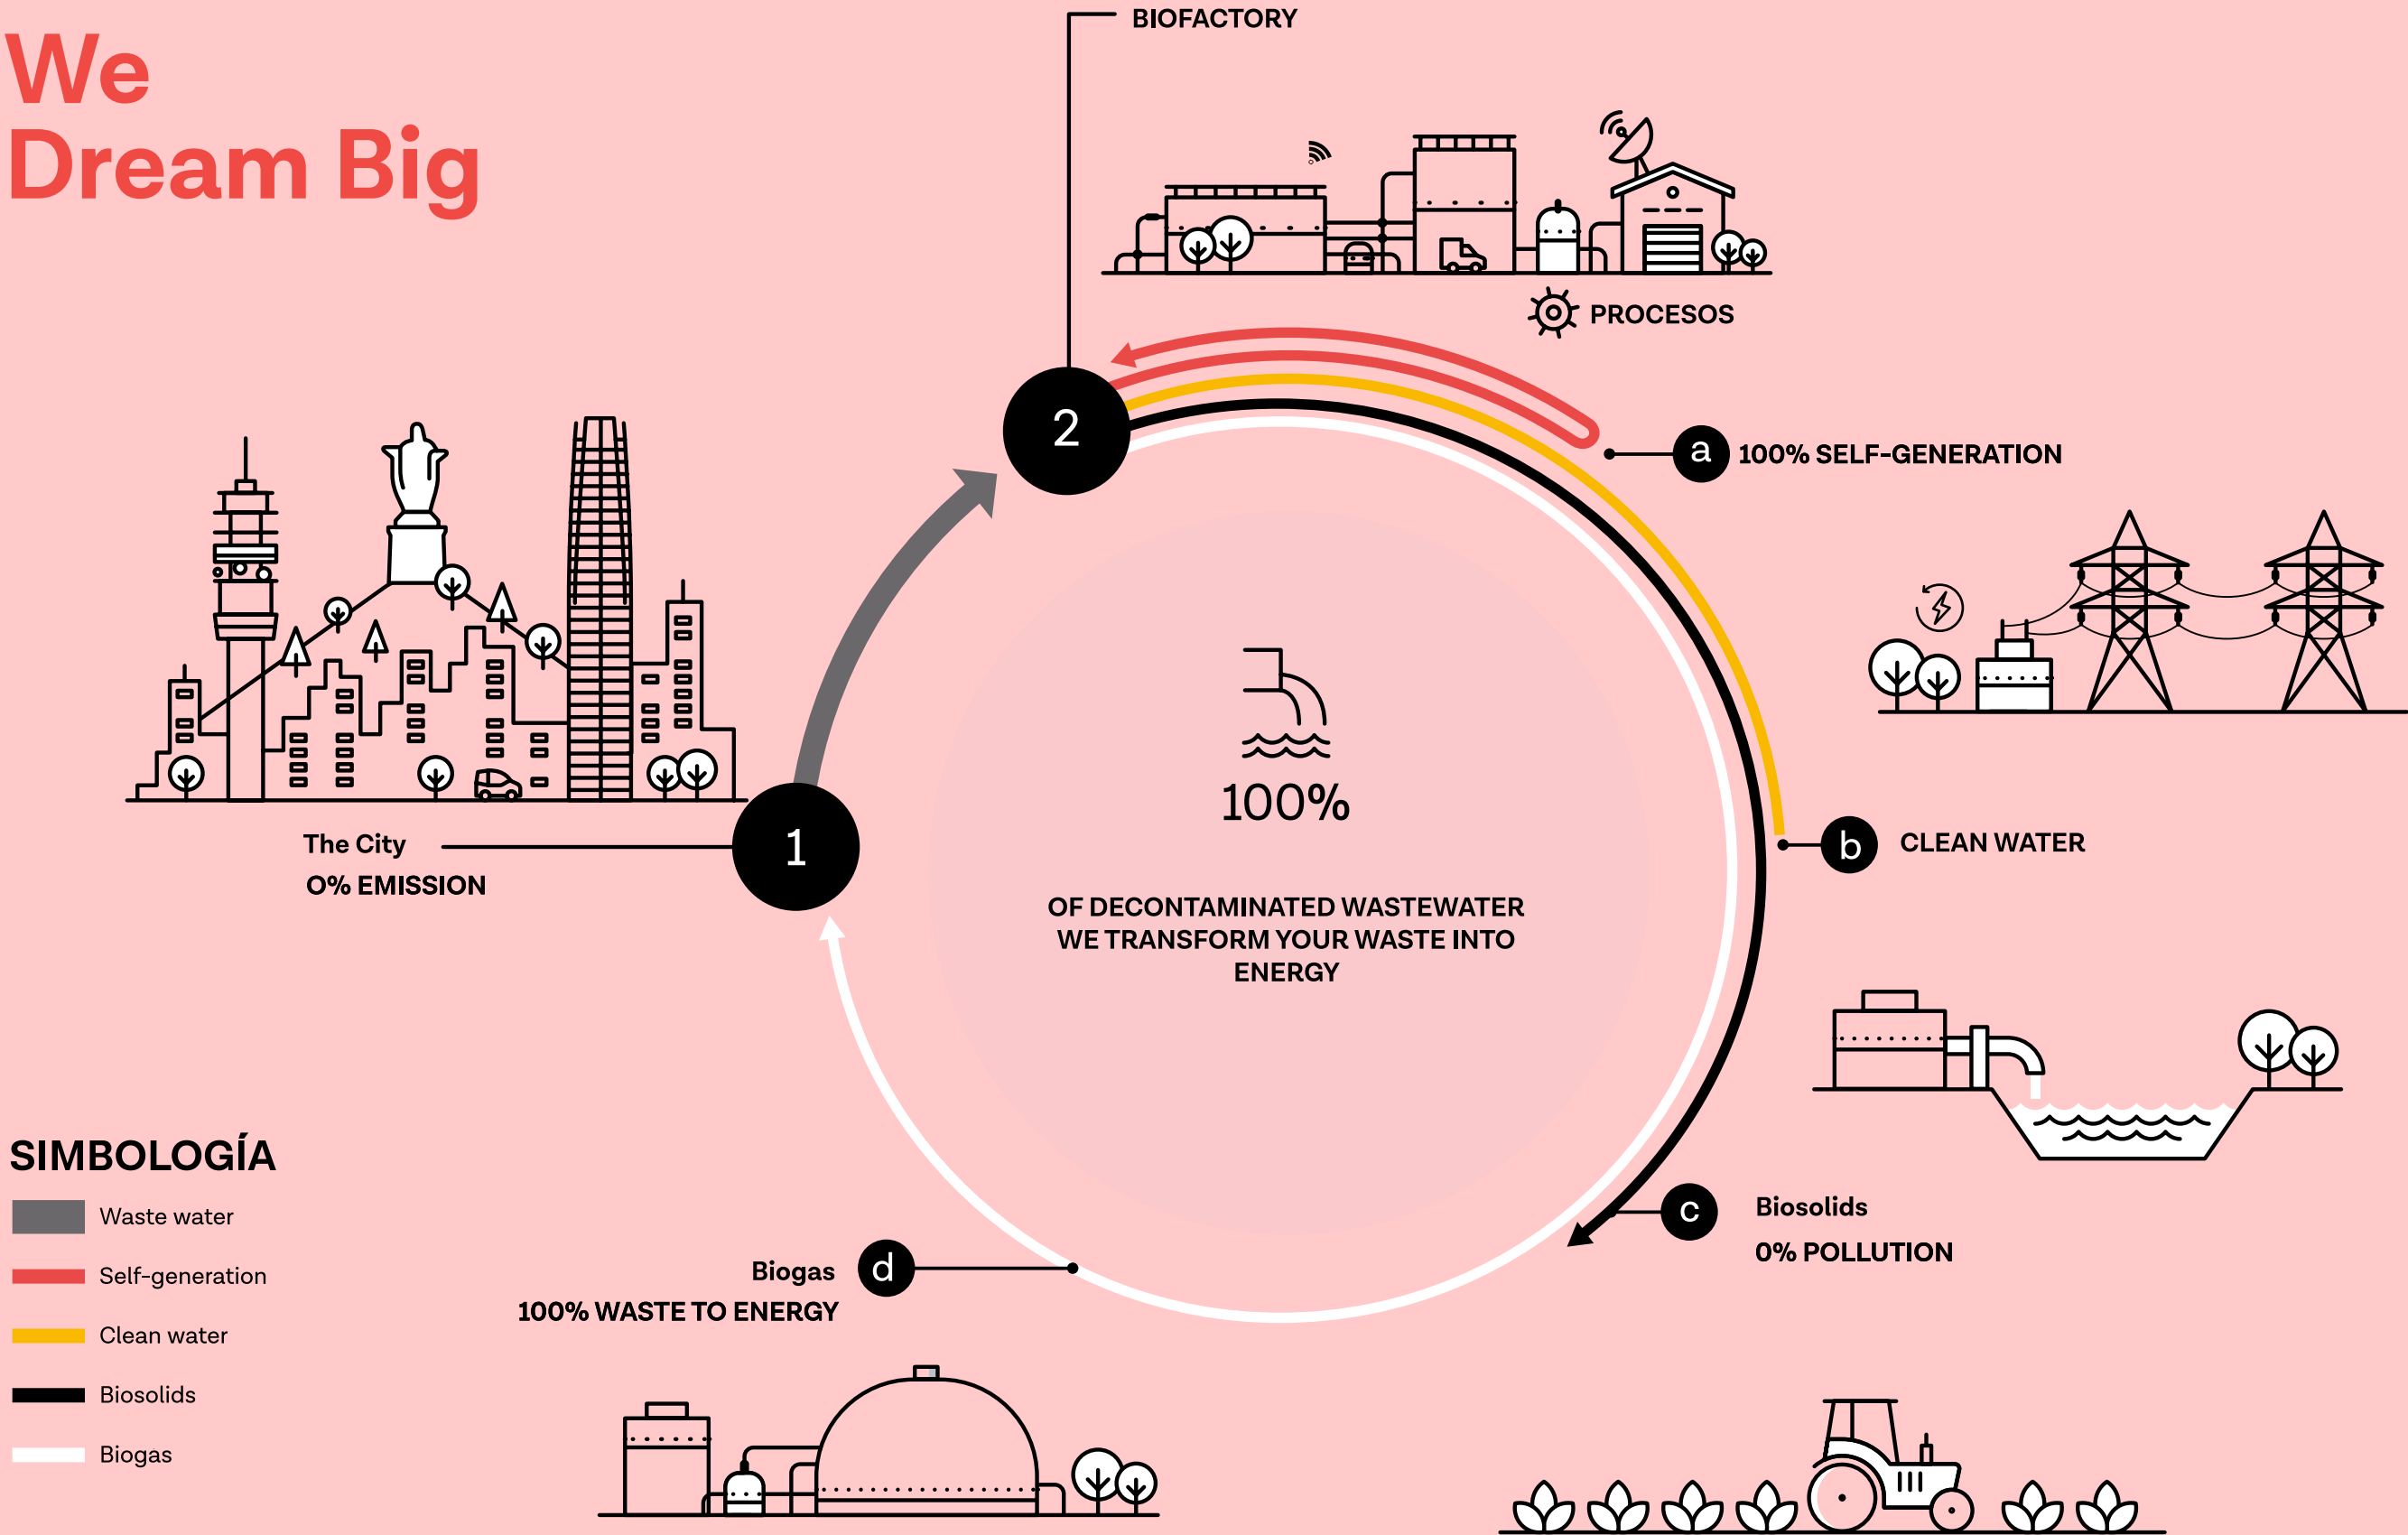 We
Dream Big
BIOFACTORY
PROCESOS
2
a
100% SELF-GENERATION
1
The City
O% EMISSION
100%
OF DECONTAMINATED WASTEWATER
WE TRANSFORM YOUR WASTE INTO
ENERGY
b
CLEAN WATER
c
Biosolids
0% POLLUTION
d
Biogas
100% WASTE TO ENERGY
SIMBOLOGÍA
Waste water
Self-generation
Clean water
Biosolids
Biogas